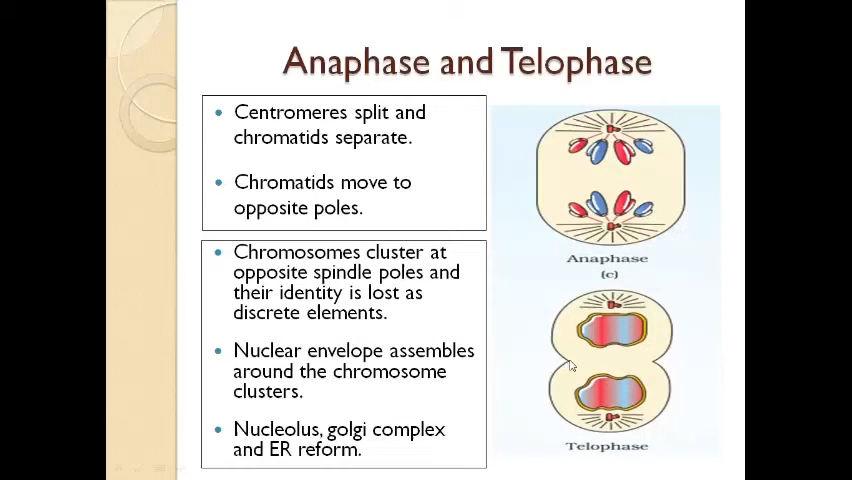 Anaphase and Telophase
Centromeres split and
chromatids separate.
Chromatids move to
opposite poles.
Chromosomes cluster at
opposite spindle poles and
their identity is lost as
discrete elements.
Nuclear envelope assembles
around the chromosome
clusters.
Nucleolus, golgi complex
and ER reform.
Anaphase
(c)
Telophase